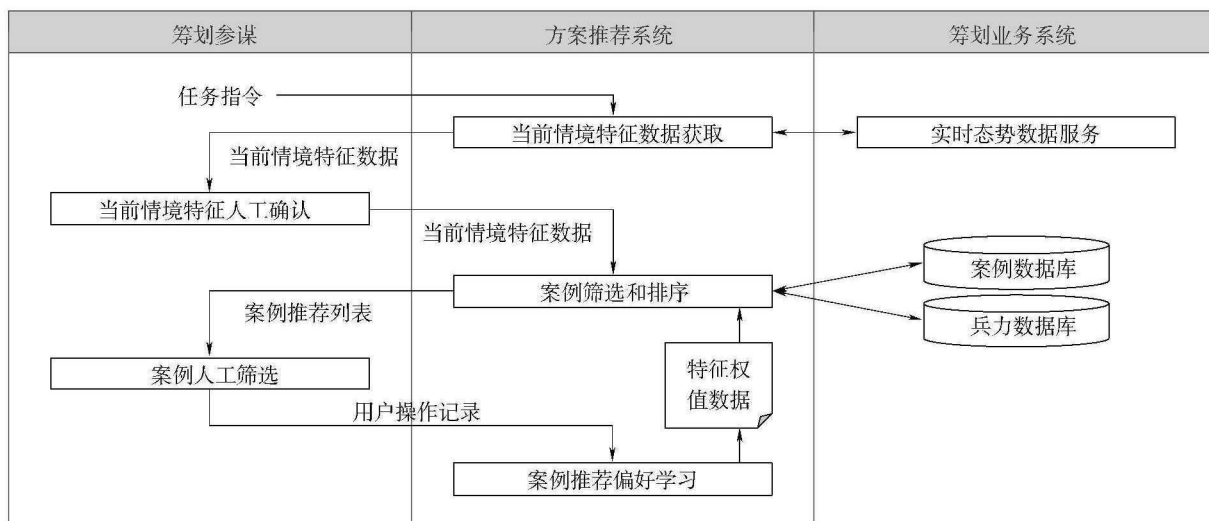 筹划参谋
方案推荐系统
筹划业务系统
任务指令
当前情境特征数据获取
实时态势数据服务
当前情境特征数据
当前情境特征人工确认
当前情境特征数据
案例数据库
案例筛选和排序
案例推荐列表
兵力数据库
案例人工筛选
特征权
值数据
用户操作记录
案例推荐偏好学习